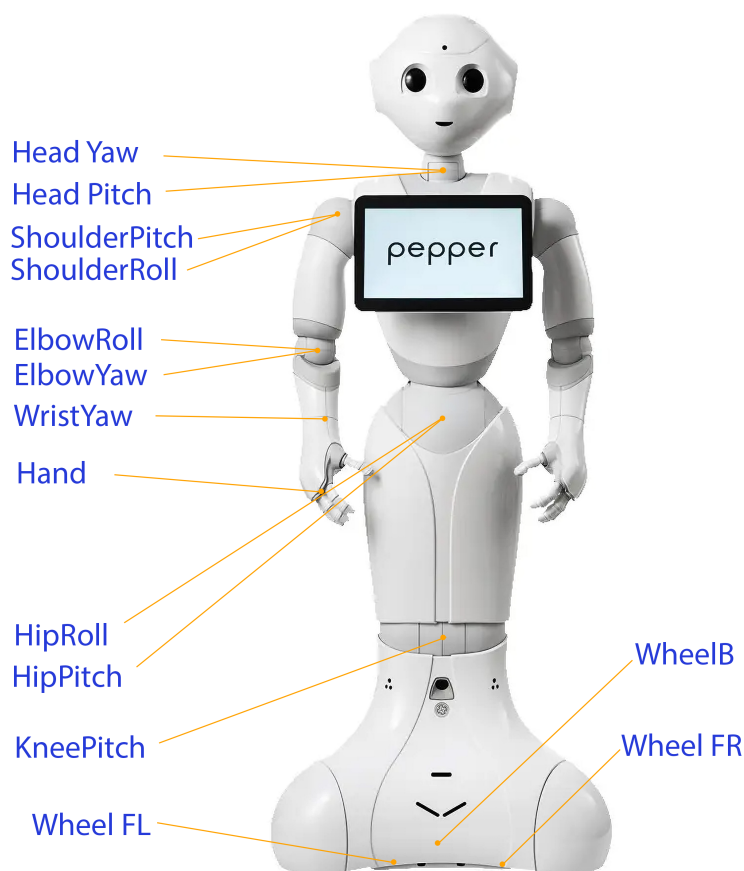 Head Yaw
Head Pitch
ShoulderPitch
ShoulderRoll
pepper
ElbowRoll
ElbowYaw
WristYaw
Hand
HipRoll
HipPitch
WheelB
KneePitch
Wheel FR
Wheel FL